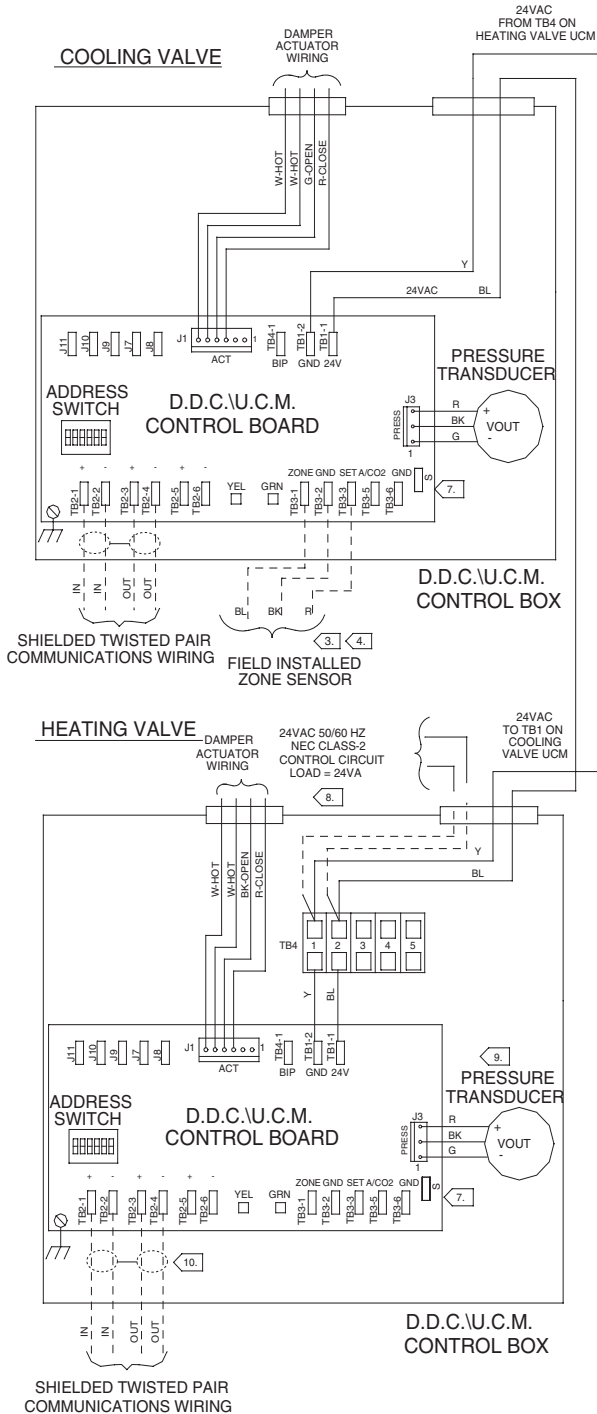 24VAC
FROM TB4 ON
HEATING VALVE UCM
COOLING VALVE
DAMPER
ACTUATOR
WIRING
W-HOT
W-HOT
G-OPEN
R-CLOSE
Y
24VAC BL
J11
J10
J9
J7
J8
J1
1
ACT
TB4-1
TB1-2
TB1-1
BIP GND 24V
PRESSURE
TRANSDUCER
ADDRESS
SWITCH
D.D.C.\U.C.M.
CONTROL BOARD
J3
PRESS
1
R
BK
G
+
VOUT
-
+ - + - + -
TB2-1
TB2-2
TB2-3
TB2-4
TB2-5
TB2-6
YEL GRN
ZONE GND SET A/CO2 GND
TB3-1
TB3-2
TB3-3
TB3-5
TB3-6
S
7.
IN
IN
OUT
OUT
BL BK R
3. 4.
D.D.C.\U.C.M.
CONTROL BOX
SHIELDED TWISTED PAIR
COMMUNICATIONS WIRING
FIELD INSTALLED
ZONE SENSOR
HEATING VALVE
DAMPER
ACTUATOR
WIRING
24VAC 50/60 HZ
NEC CLASS-2
CONTROL CIRCUIT
LOAD = 24VA
8.
24VAC
TO TB1 ON
COOLING
VALVE UCM
W-HOT
W-HOT
BK-OPEN
R-CLOSE
Y
BL
TB4
1 2 3 4 5
Y
BL
J11
J10
J9
J7
J8
J1
1
ACT
TB4-1
TB1-2
TB1-1
BIP GND 24V
9.
PRESSURE
TRANSDUCER
ADDRESS
SWITCH
D.D.C.\U.C.M.
CONTROL BOARD
J3
PRESS
1
R
BK
G
+
VOUT
-
+ - + - + -
TB2-1
TB2-2
TB2-3
TB2-4
TB2-5
TB2-6
YEL GRN
ZONE GND SET A/CO2 GND
TB3-1
TB3-2
TB3-3
TB3-5
TB3-6
S
7.
10.
IN
IN
OUT
OUT
D.D.C.\U.C.M.
CONTROL BOX
SHIELDED TWISTED PAIR
COMMUNICATIONS WIRING